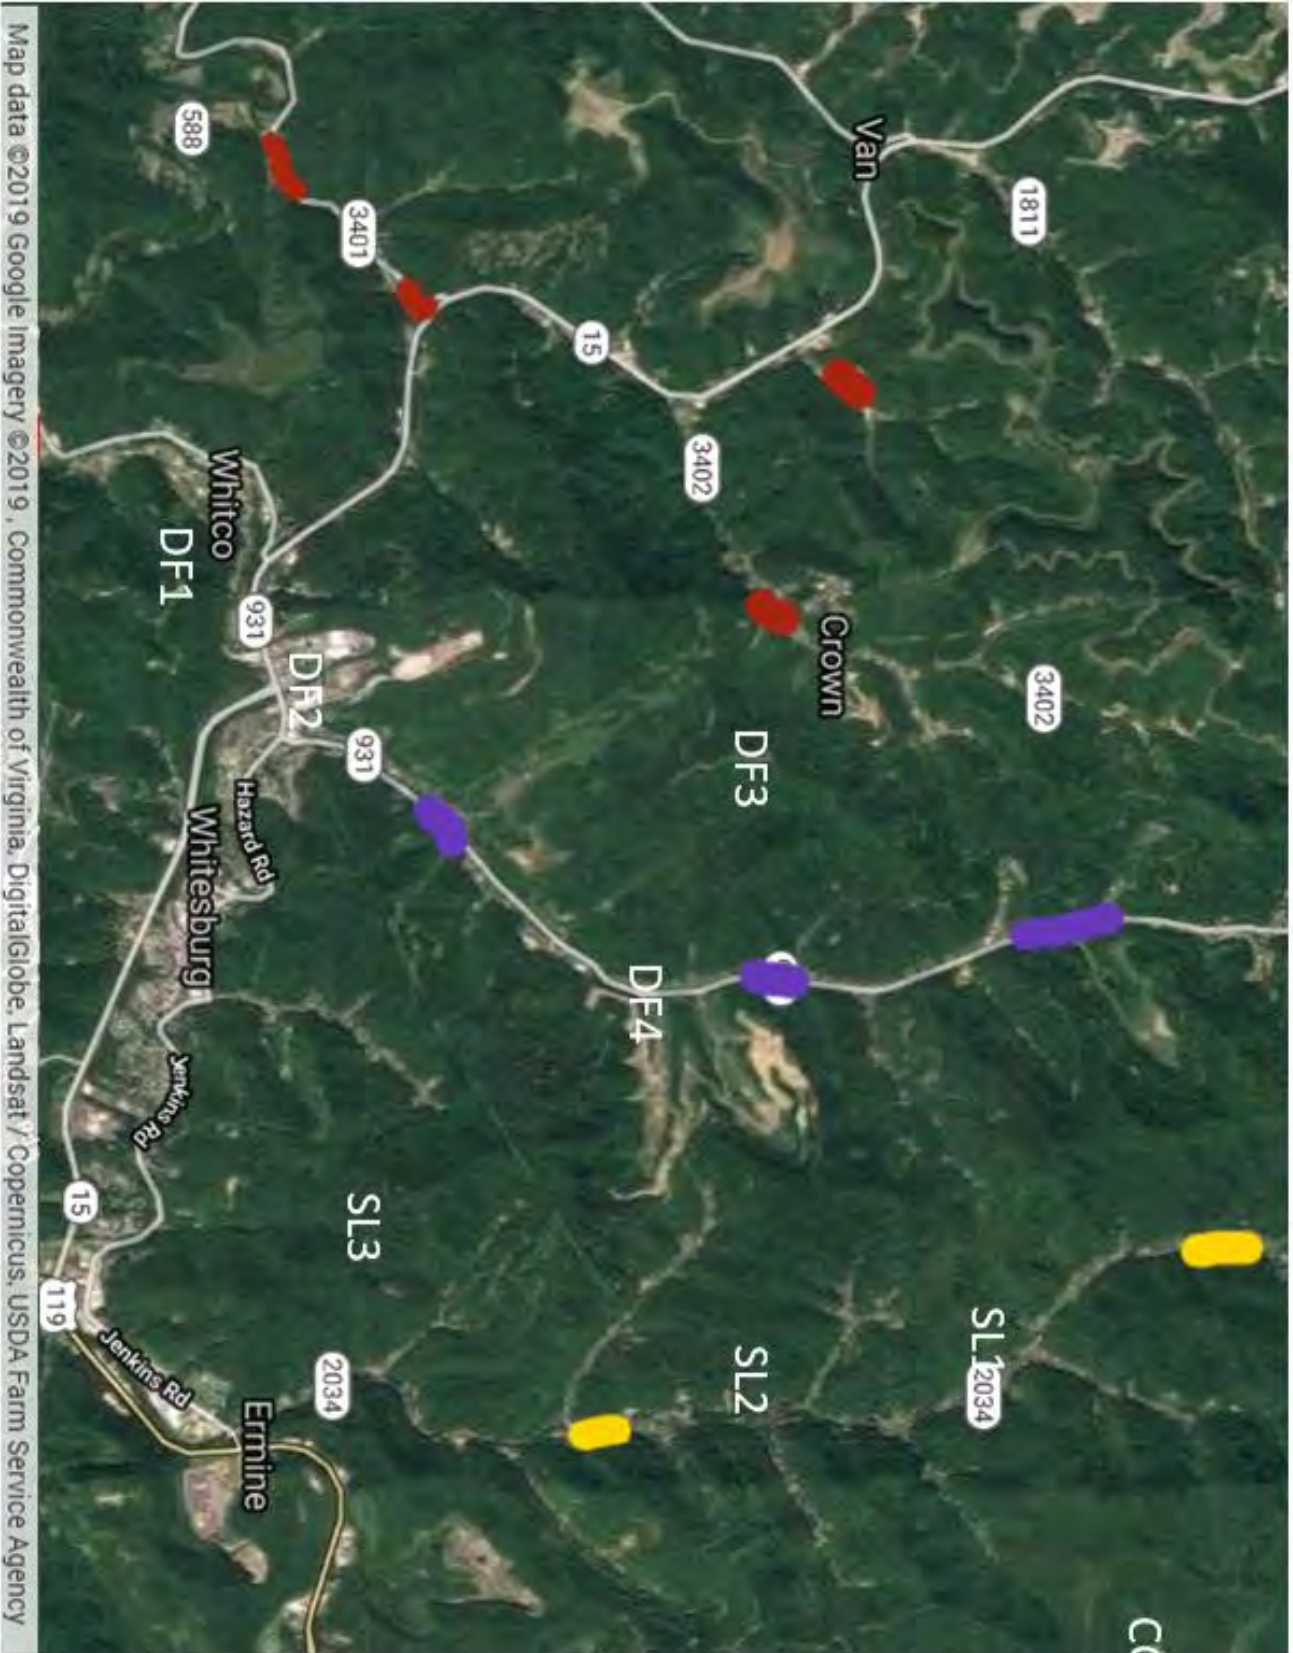 Van
1811
588
3401
15
3402
Whitco
DF1
931
Crown
3402
DF2
DF3
931
Hazard Rd
Whitesburg
DF4
Jenkins Rd
15
SL3
119
Jenkins Rd
2034
SL2
SL1
2034
Ermine
Map data ©2019 Google Imagery ©2019 , Commonwealth of Virginia, DigitalGlobe, Landsat / Copernicus, USDA Farm Service Agency